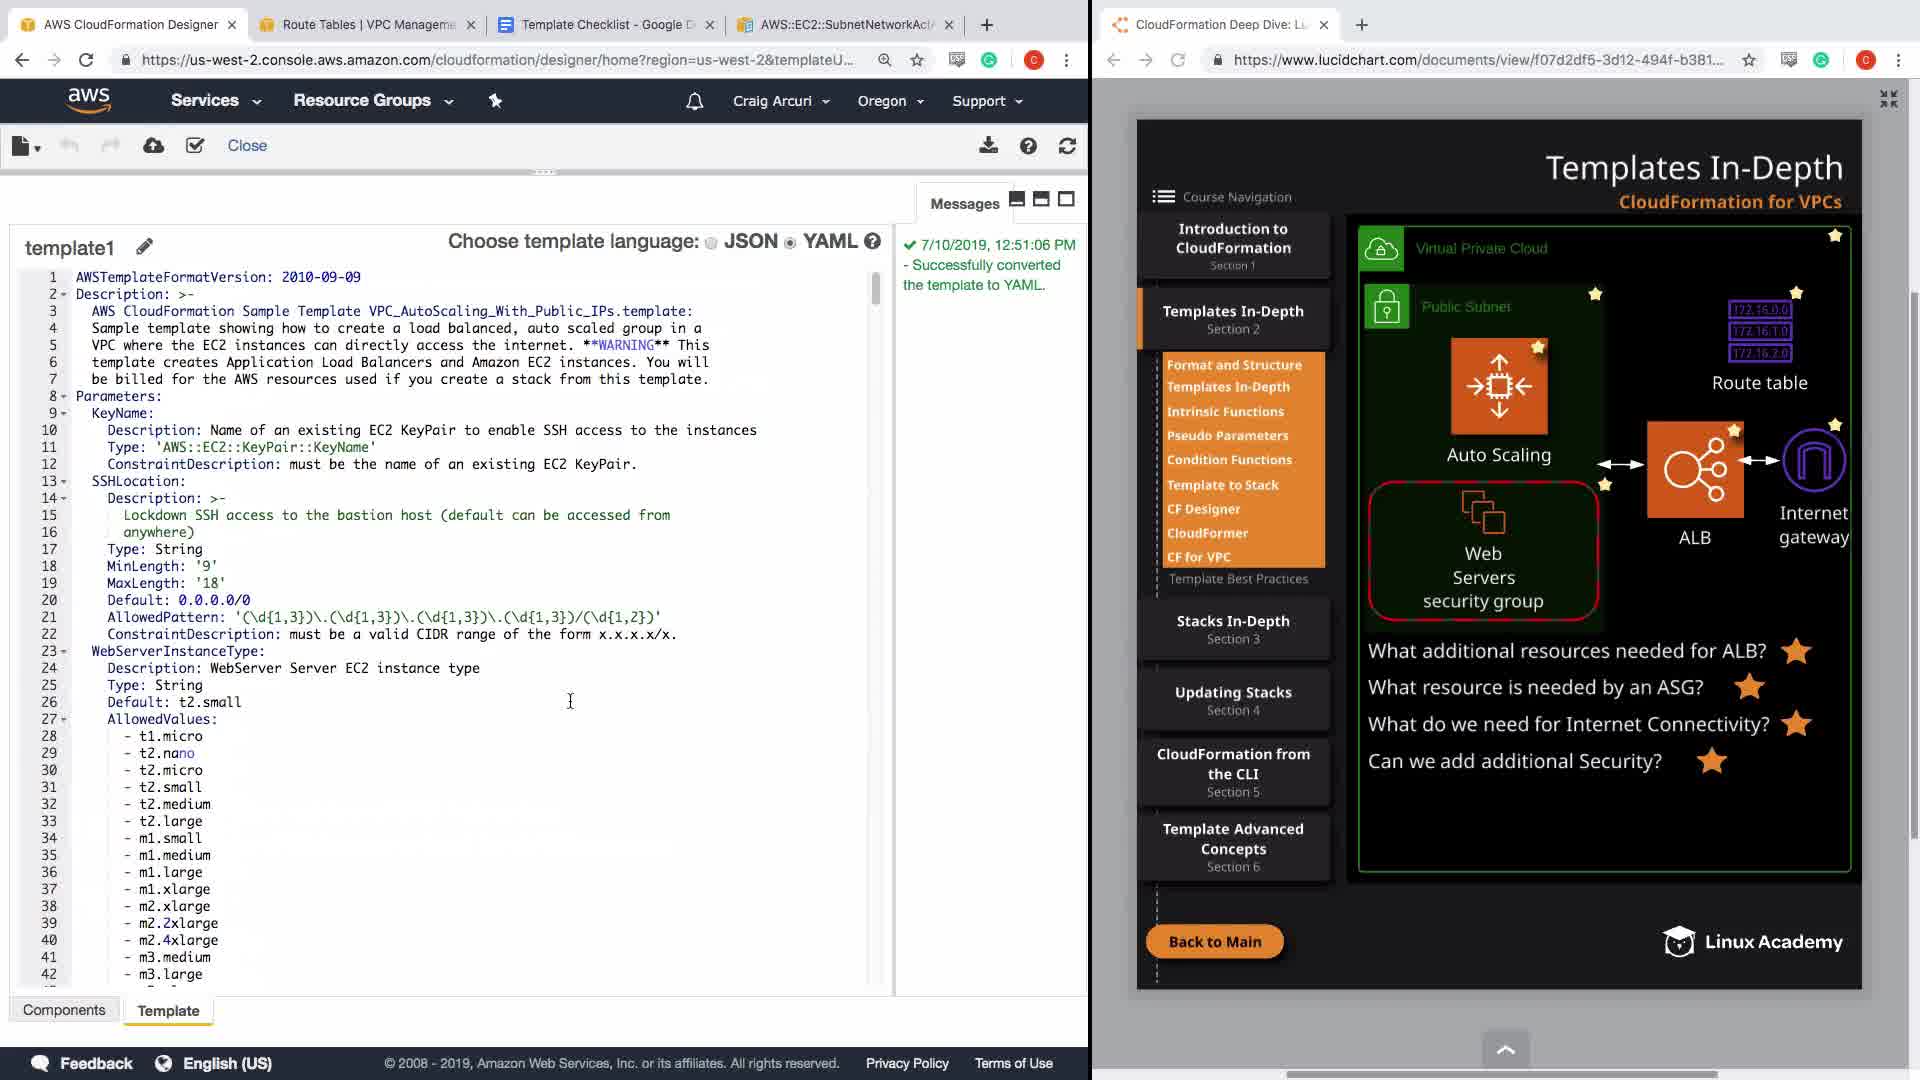 AWS CloudFormation Designer
Route Tables | VPC Manageme
Template Checklist - Google D
AWS::EC2::SubnetNetworkAcl
https://us-west-2.console.aws.amazon.com/cloudformation/designer/home?region=us-west-2&templateU...
aws
Services
Resource Groups
Craig Arcuri
Oregon
Support
Close
Messages
template1
Choose template language: JSON YAML
7/10/2019, 12:51:06 PM
- Successfully converted
the template to YAML.
1 AWSTemplateFormatVersion: 2010-09-09
2 Description: >-
3 AWS CloudFormation Sample Template VPC_AutoScaling_With_Public_IPs.template:
4 Sample template showing how to create a load balanced, auto scaled group in a
5 VPC where the EC2 instances can directly access the internet. **WARNING** This
6 template creates Application Load Balancers and Amazon EC2 instances. You will
7 be billed for the AWS resources used if you create a stack from this template.
8 Parameters:
9 KeyName:
10 Description: Name of an existing EC2 KeyPair to enable SSH access to the instances
11 Type: 'AWS::EC2::KeyPair::KeyName'
12 ConstraintDescription: must be the name of an existing EC2 KeyPair.
13 SSHLocation:
14 Description: >-
15 Lockdown SSH access to the bastion host (default can be accessed from
16 anywhere)
17 Type: String
18 MinLength: '9'
19 MaxLength: '18'
20 Default: 0.0.0.0/0
21 AllowedPattern: '(\d{1,3})\.(\d{1,3})\.(\d{1,3})\.(\d{1,3})/(\d{1,2})'
22 ConstraintDescription: must be a valid CIDR range of the form x.x.x.x/x.
23 WebServerInstanceType:
24 Description: WebServer Server EC2 instance type
25 Type: String
26 Default: t2.small
27 AllowedValues:
28 - t1.micro
29 - t2.nano
30 - t2.micro
31 - t2.small
32 - t2.medium
33 - t2.large
34 - m1.small
35 - m1.medium
36 - m1.large
37 - m1.xlarge
38 - m2.xlarge
39 - m2.2xlarge
40 - m2.4xlarge
41 - m3.medium
42 - m3.large
Components
Template
Feedback
English (US)
© 2008 - 2019, Amazon Web Services, Inc. or its affiliates. All rights reserved.
Privacy Policy
Terms of Use
CloudFormation Deep Dive: Lu
https://www.lucidchart.com/documents/view/f07d2df5-3d12-494f-b381...
Templates In-Depth
CloudFormation for VPCs
Course Navigation
Introduction to
CloudFormation
Section 1
Templates In-Depth
Section 2
Format and Structure
Templates In-Depth
Intrinsic Functions
Pseudo Parameters
Condition Functions
Template to Stack
CF Designer
CloudFormer
CF for VPC
Template Best Practices
Stacks In-Depth
Section 3
Updating Stacks
Section 4
CloudFormation from
the CLI
Section 5
Template Advanced
Concepts
Section 6
Back to Main
Virtual Private Cloud
Public Subnet
Auto Scaling
Web
Servers
security group
172.16.0.0
172.16.1.0
172.16.2.0
Route table
ALB
Internet
gateway
What additional resources needed for ALB?
What resource is needed by an ASG?
What do we need for Internet Connectivity?
Can we add additional Security?
Linux Academy